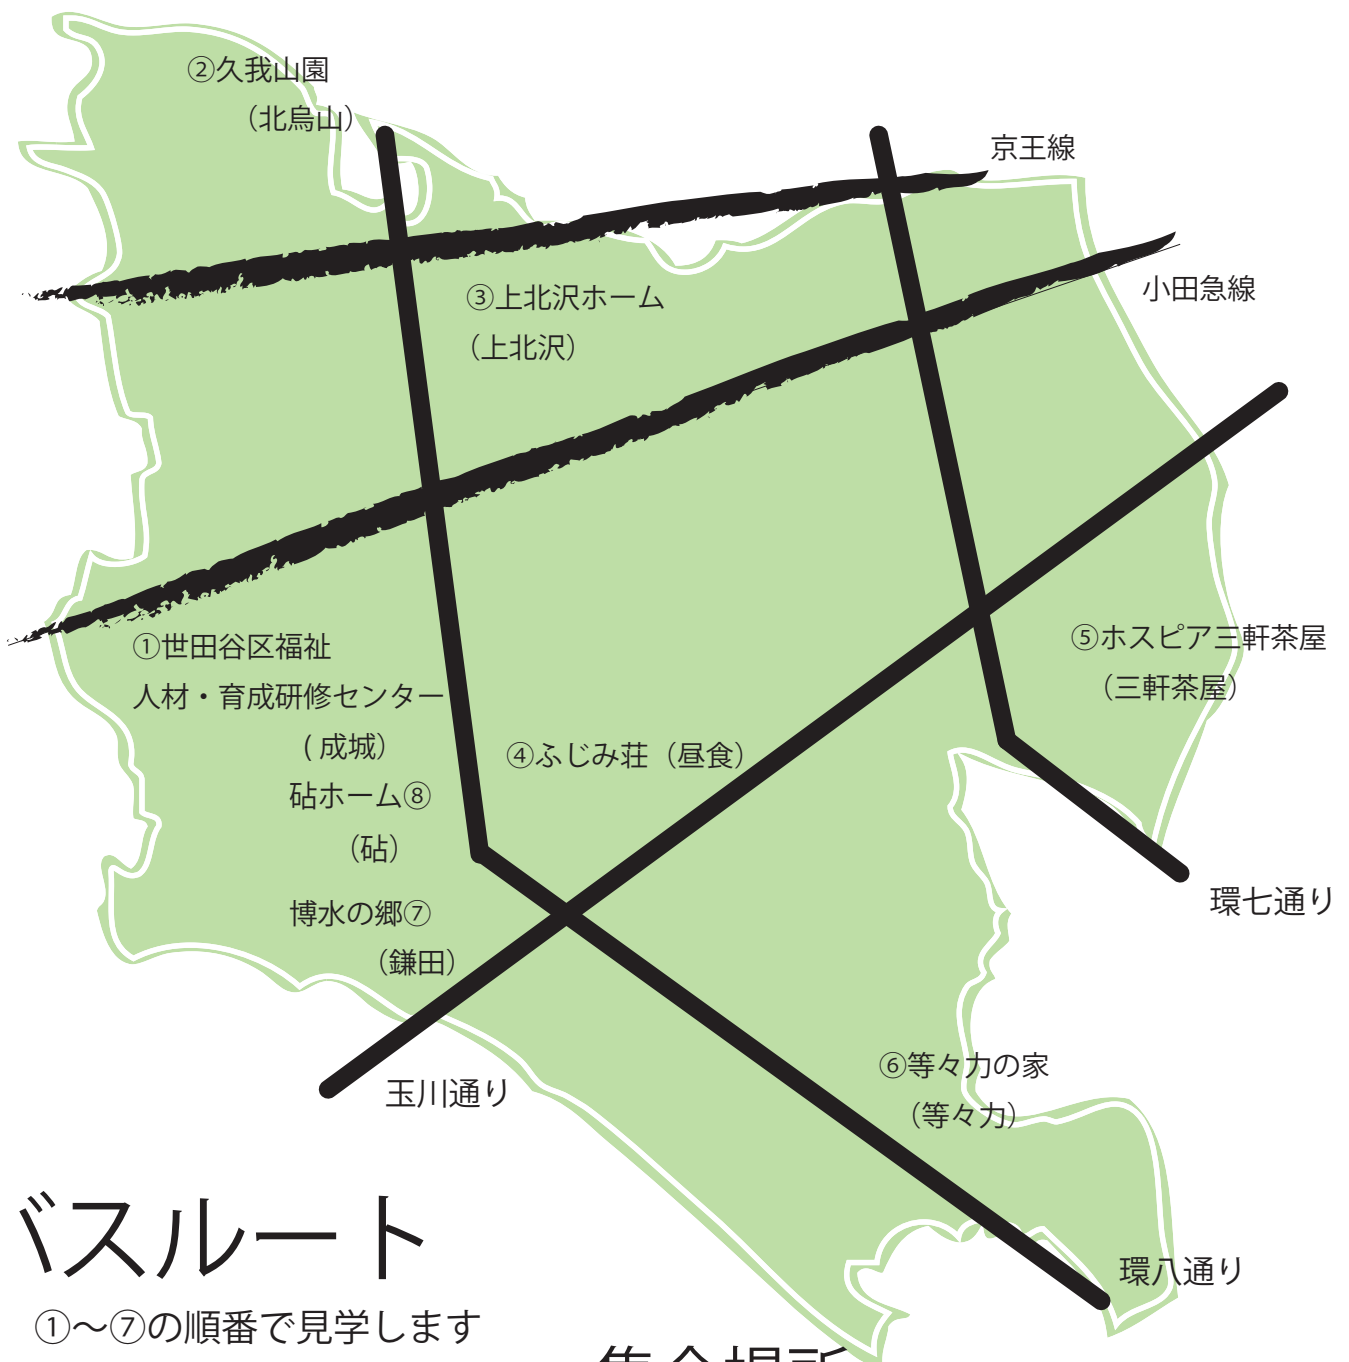 ②久我山園
（北烏山）
京王線
小田急線
③上北沢ホーム
（上北沢）
①世田谷区福祉
人材・育成研修センター
( 成城）
砧ホーム⑧
（砧）
博水の郷⑦
（鎌田）
④ふじみ荘（昼食）
⑤ホスピア三軒茶屋
（三軒茶屋）
環七通り
⑥等々力の家
（等々力）
玉川通り
環八通り
バスルート
①～⑦の順番で見学します
集合場所